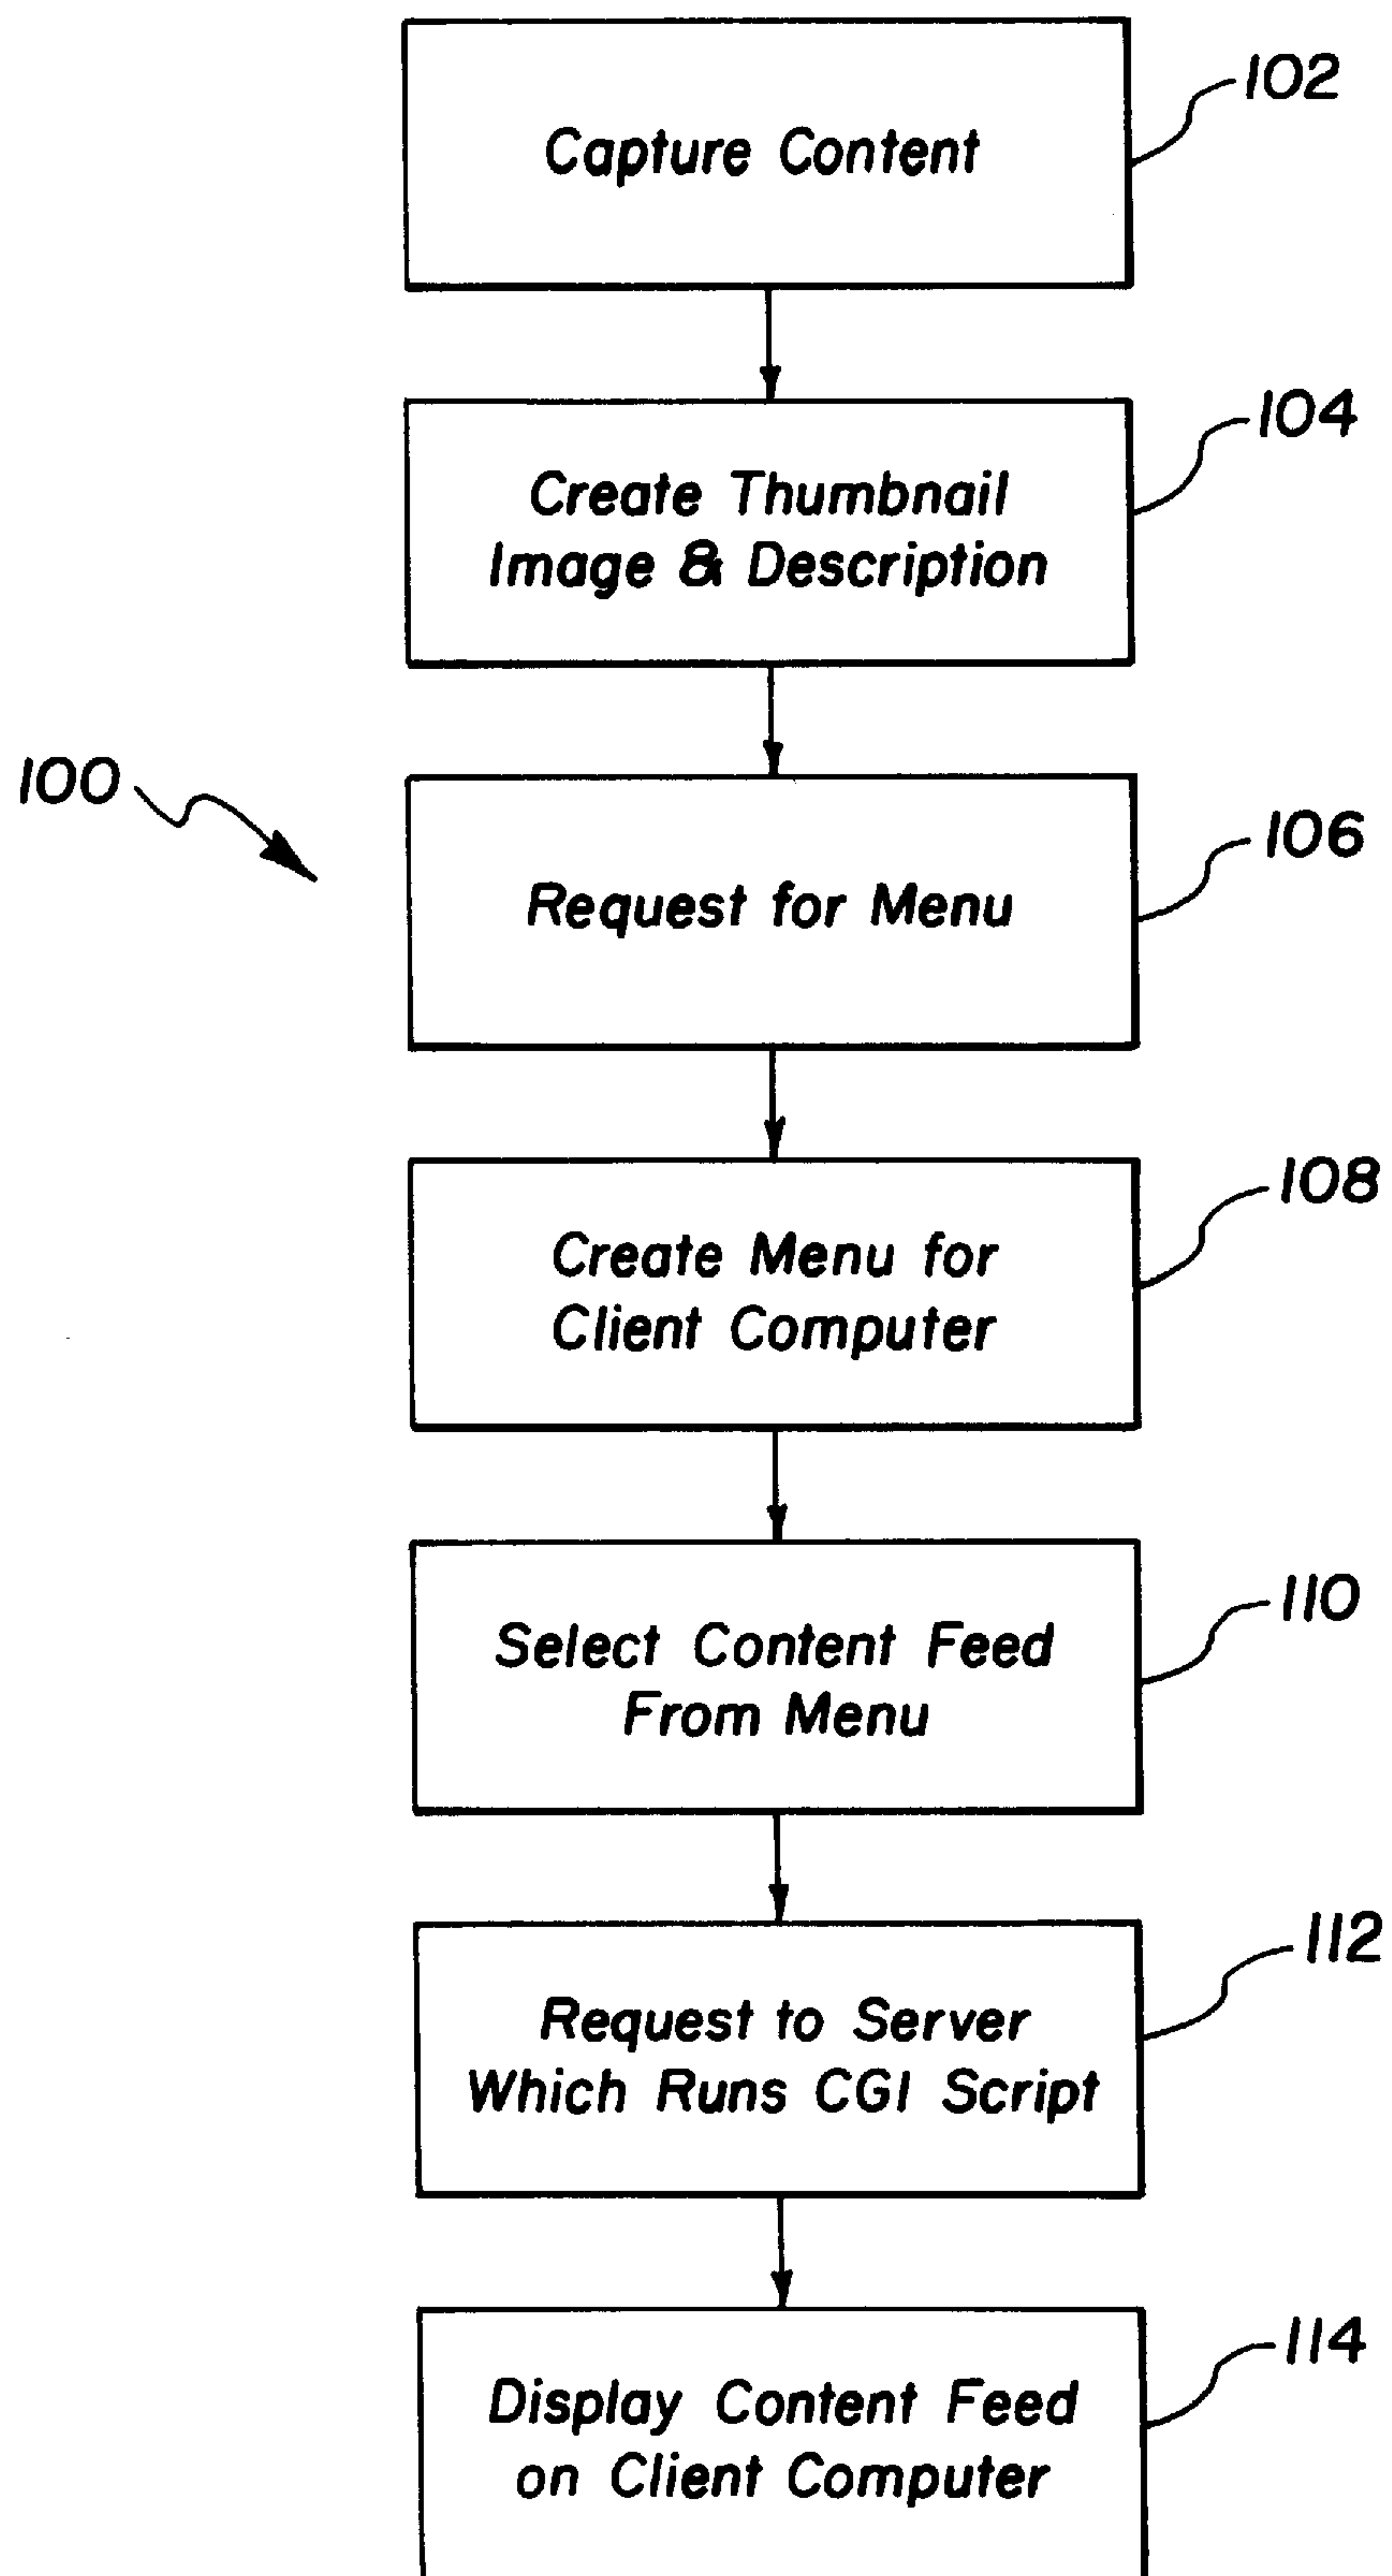 Capture Content
102
Create Thumbnail
Image & Description
104
100
Request for Menu
106
Create Menu for
Client Computer
108
Select Content Feed
From Menu
110
Request to Server
Which Runs CGI Script
112
Display Content Feed
on Client Computer
114